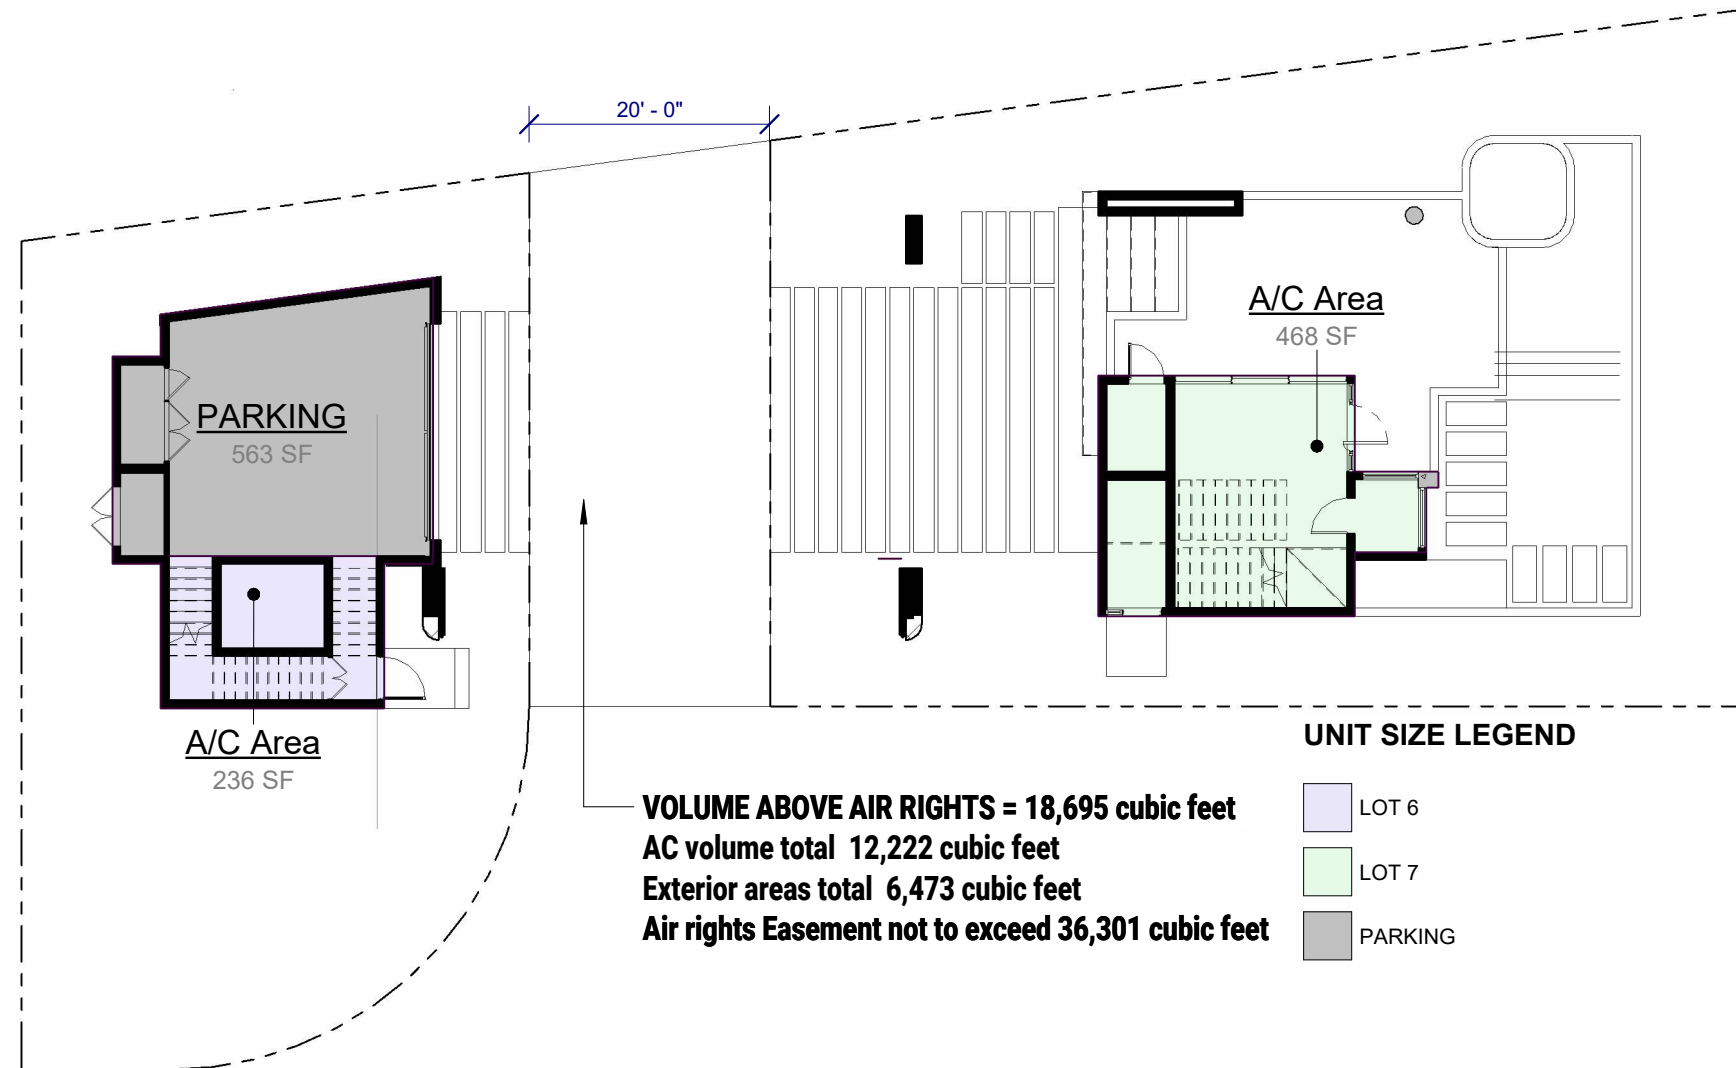 20' - 0"
A/C Area
468 SF
PARKING
563 SF
A/C Area
236 SF
UNIT SIZE LEGEND
LOT 6
LOT 7
PARKING
VOLUME ABOVE AIR RIGHTS = 18,695 cubic feet
AC volume total 12,222 cubic feet
Exterior areas total 6,473 cubic feet
Air rights Easement not to exceed 36,301 cubic feet